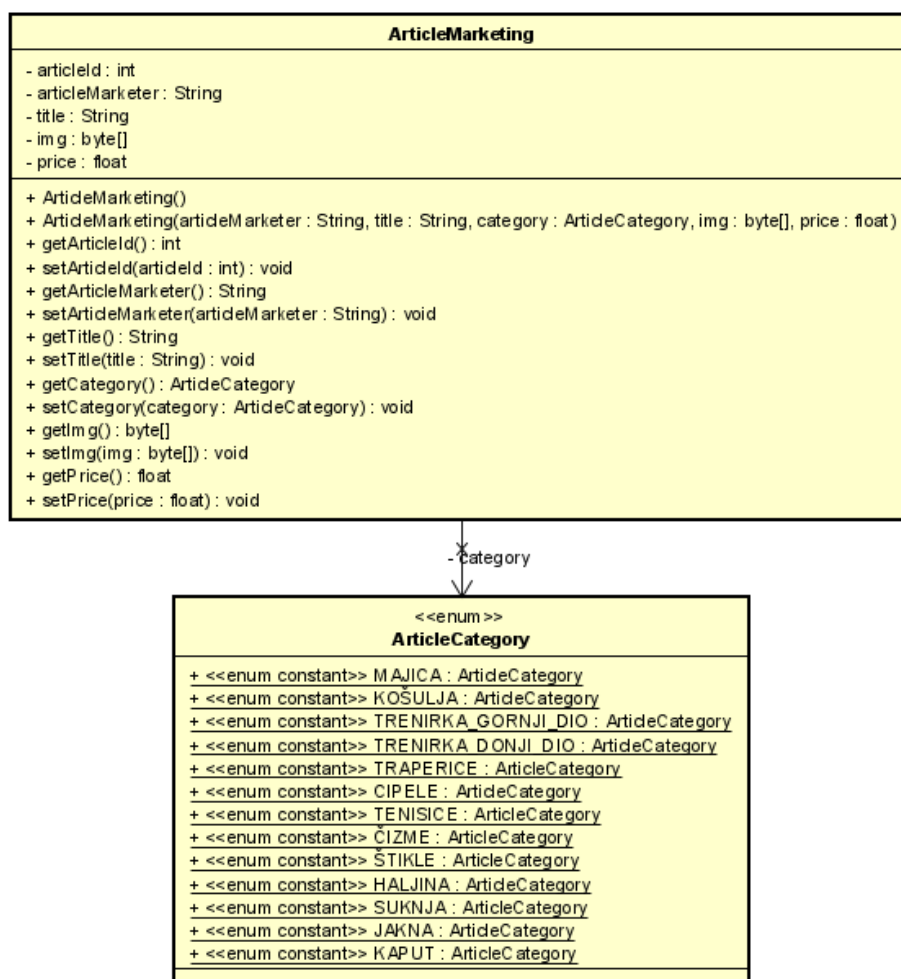 ArticleMarketing
- articleId : int
- articleMarketer : String
- title : String
- img : byte[]
- price : float
+ ArticleMarketing()
+ ArticleMarketing(articleMarketer : String, title : String, category : ArticleCategory, img : byte[], price : float)
+ getArticleId() : int
+ setArticleId(articleId : int) : void
+ getArticleMarketer() : String
+ setArticleMarketer(articleMarketer : String) : void
+ getTitle() : String
+ setTitle(title : String) : void
+ getCategory() : ArticleCategory
+ setCategory(category : ArticleCategory) : void
+ getImg() : byte[]
+ setImg(img : byte[]) : void
+ getPrice() : float
+ setPrice(price : float) : void
- category
<<enum>>
ArticleCategory
+ <<enum constant>> MAJICA : ArticleCategory
+ <<enum constant>> KOŠULJA : ArticleCategory
+ <<enum constant>> TRENIRKA_GORNJI_DIO : ArticleCategory
+ <<enum constant>> TRENIRKA_DONJI_DIO : ArticleCategory
+ <<enum constant>> TRAPERICE : ArticleCategory
+ <<enum constant>> CIPELE : ArticleCategory
+ <<enum constant>> TENISICE : ArticleCategory
+ <<enum constant>> ČIZME : ArticleCategory
+ <<enum constant>> ŠTIKLE : ArticleCategory
+ <<enum constant>> HALJINA : ArticleCategory
+ <<enum constant>> SUKNJA : ArticleCategory
+ <<enum constant>> JAKNA : ArticleCategory
+ <<enum constant>> KAPUT : ArticleCategory